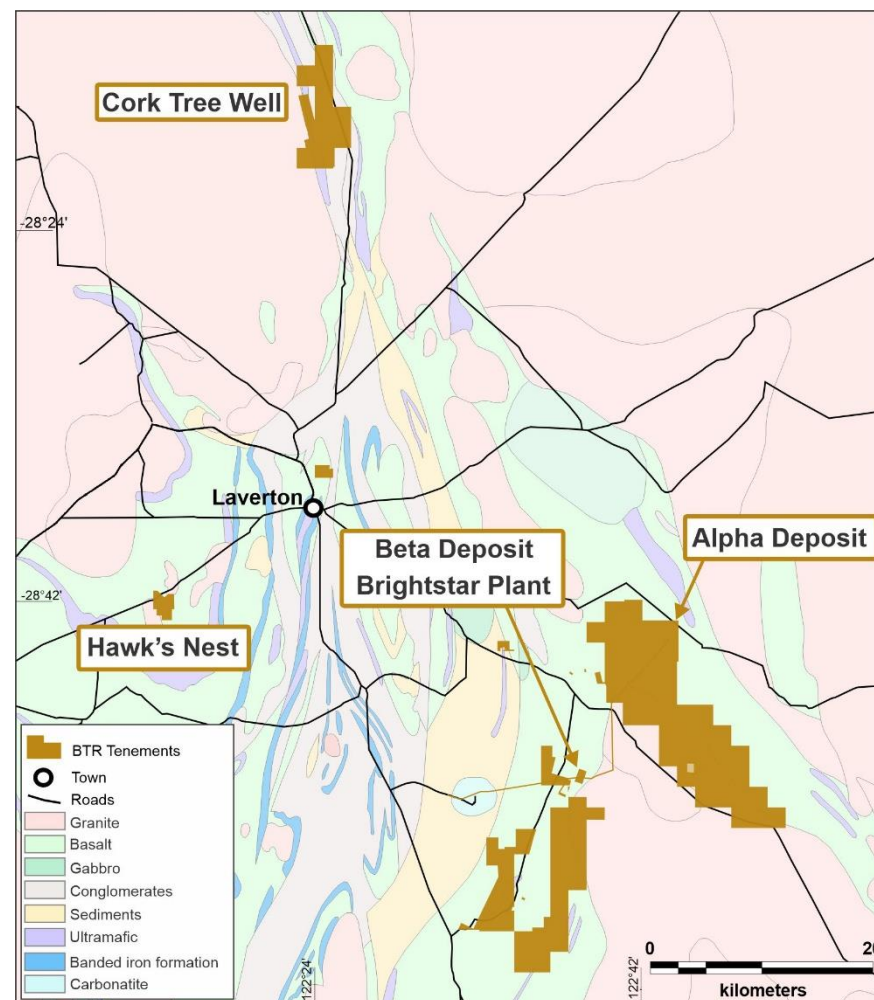 Cork Tree Well
-28°24'
Laverton
Beta Deposit
Brightstar Plant
Alpha Deposit
-28°42'
Hawk's Nest
BTR Tenements
Town
Roads
Granite
Basalt
Gabbro
Conglomerates
Sediments
Ultramafic
Banded iron formation
Carbonatite
122°24'
122°42'
0
20
kilometers